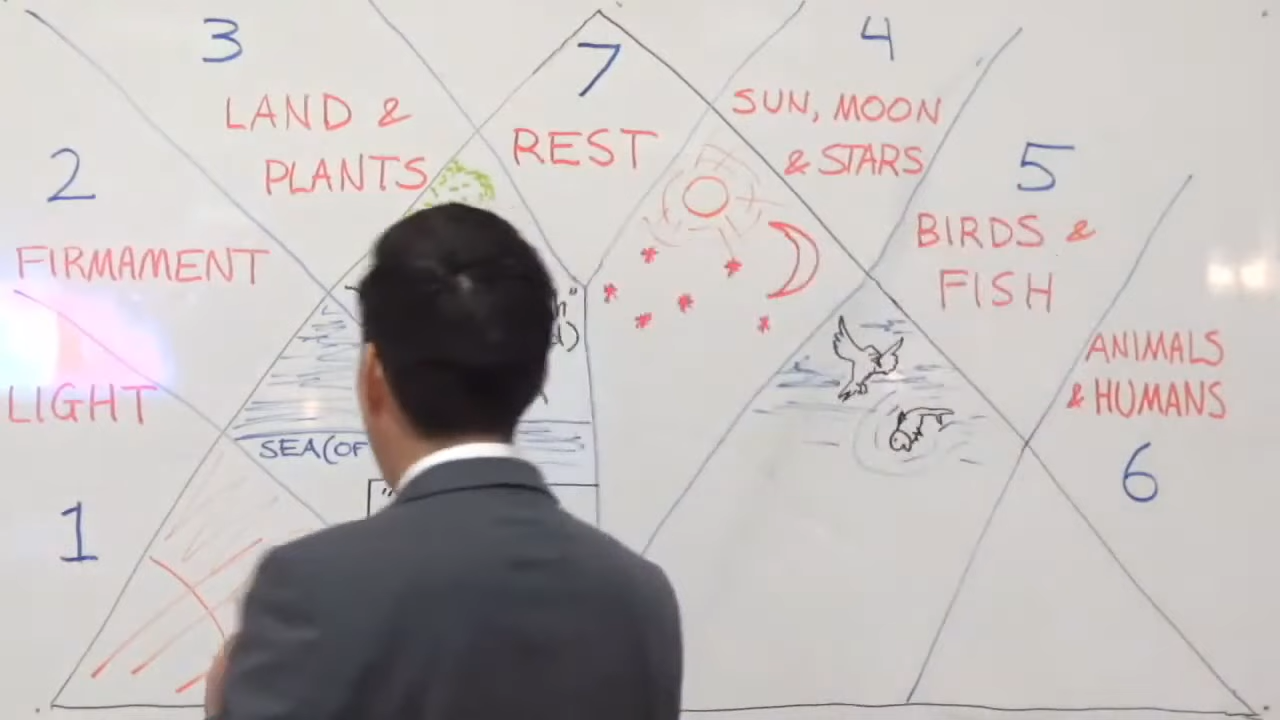 1
LIGHT
2
FIRMAMENT
3
LAND &
PLANTS
7
REST
4
SUN, MOON
& STARS
5
BIRDS &
FISH
ANIMALS
& HUMANS
6
SEA(OF